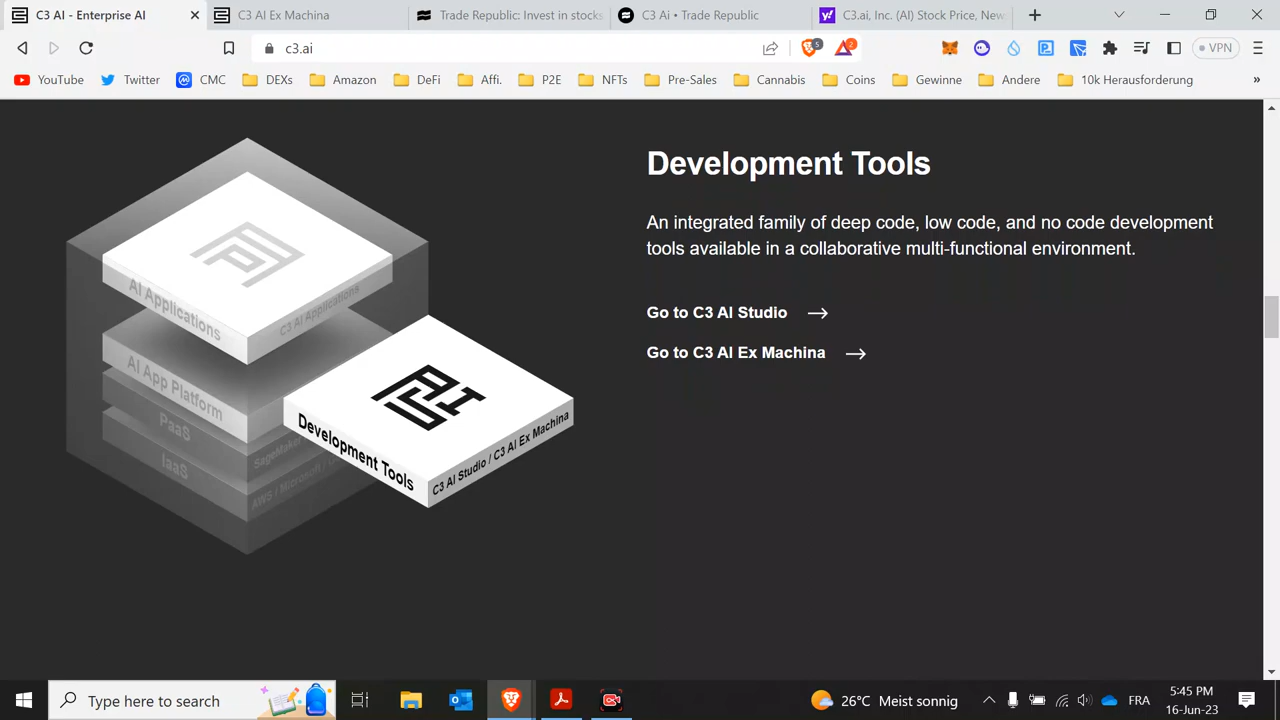 C3 AI - Enterprise AI
C3 AI Ex Machina
Trade Republic: Invest in stocks
C3 Ai • Trade Republic
C3.ai, Inc. (AI) Stock Price, New
c3.ai
5
2
VPN
YouTube
Twitter
CMC
DEXs
Amazon
DeFi
Affi.
P2E
NFTs
Pre-Sales
Cannabis
Coins
Gewinne
Andere
10k Herausforderung
»
AI Applications
C3 AI Applications
AI App Platform
PaaS
SageMaker
IaaS
AWS / Microsoft /
Development Tools
C3 AI Studio / C3 AI Ex Machina
Development Tools
An integrated family of deep code, low code, and no code development
tools available in a collaborative multi-functional environment.
Go to C3 AI Studio
Go to C3 AI Ex Machina
Type here to search
26°C Meist sonnig
FRA
5:45 PM
16-Jun-23